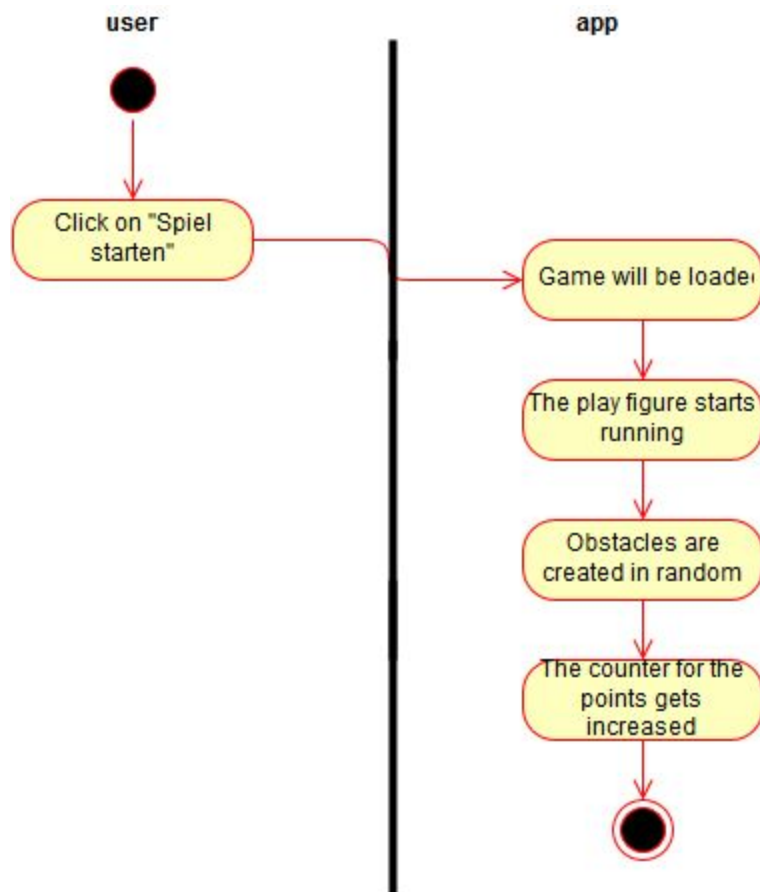 user
app
Click on "Spiel
starten"
Game will be loade
The play figure starts
running
Obstacles are
created in random
The counter for the
points gets
increased